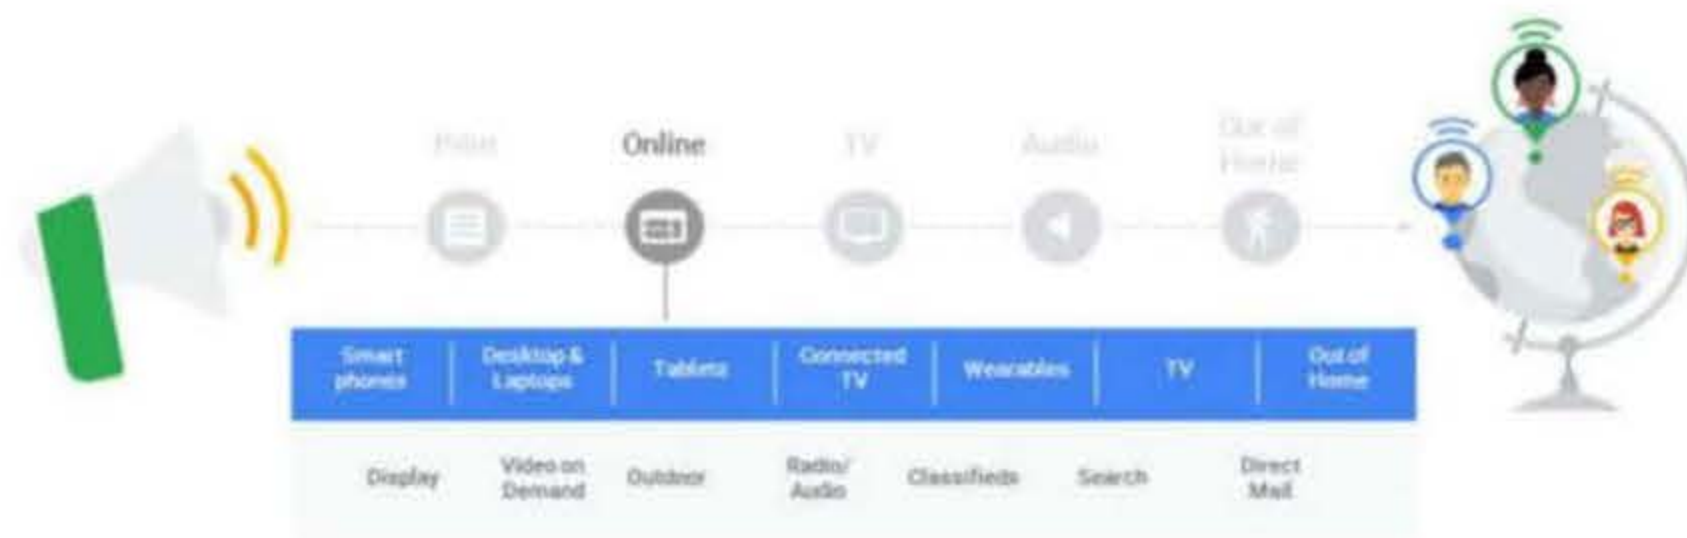 Print
Online
TV
Audio
Out of
Home
Smart
phones
Desktop &
Laptops
Tablets
Connected
TV
Wearables
TV
Out of
Home
Display
Video on
Demand
Outdoor
Radio/
Audio
Classifieds
Search
Direct
Mail